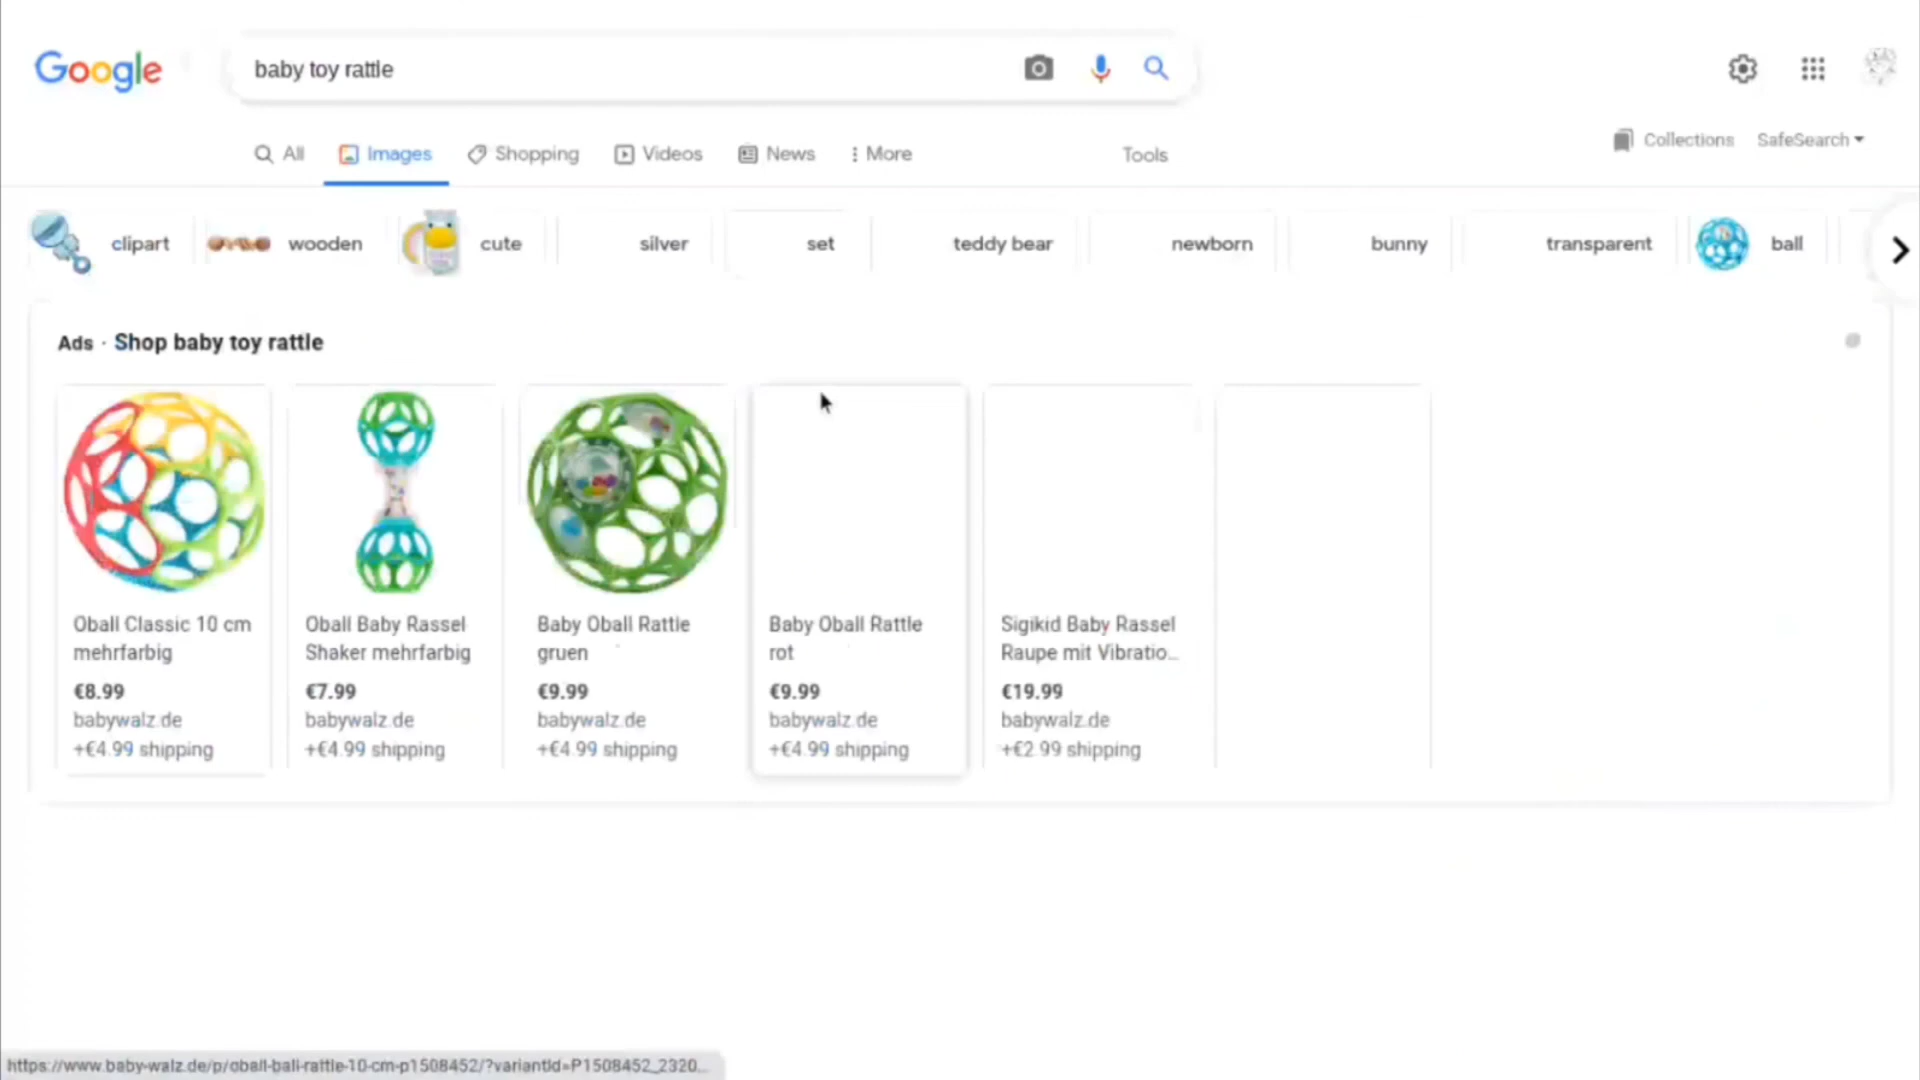 Google
baby toy rattle
All
Images
Shopping
Videos
News
More
Tools
Collections
SafeSearch
clipart
wooden
cute
silver
set
teddy bear
newborn
bunny
transparent
ball
Ads · Shop baby toy rattle
Oball Classic 10 cm
mehrfarbig
€8.99
babywalz.de
+€4.99 shipping
Oball Baby Rassel
Shaker mehrfarbig
€7.99
babywalz.de
+€4.99 shipping
Baby Oball Rattle
gruen
€9.99
babywalz.de
+€4.99 shipping
Baby Oball Rattle
rot
€9.99
babywalz.de
+€4.99 shipping
Sigikid Baby Rassel
Raupe mit Vibratio...
€19.99
babywalz.de
+€2.99 shipping
https://www.baby-walz.de/p/oball-ball-rattle-10-cm-p1508452/?variantId=P1508452_2320...